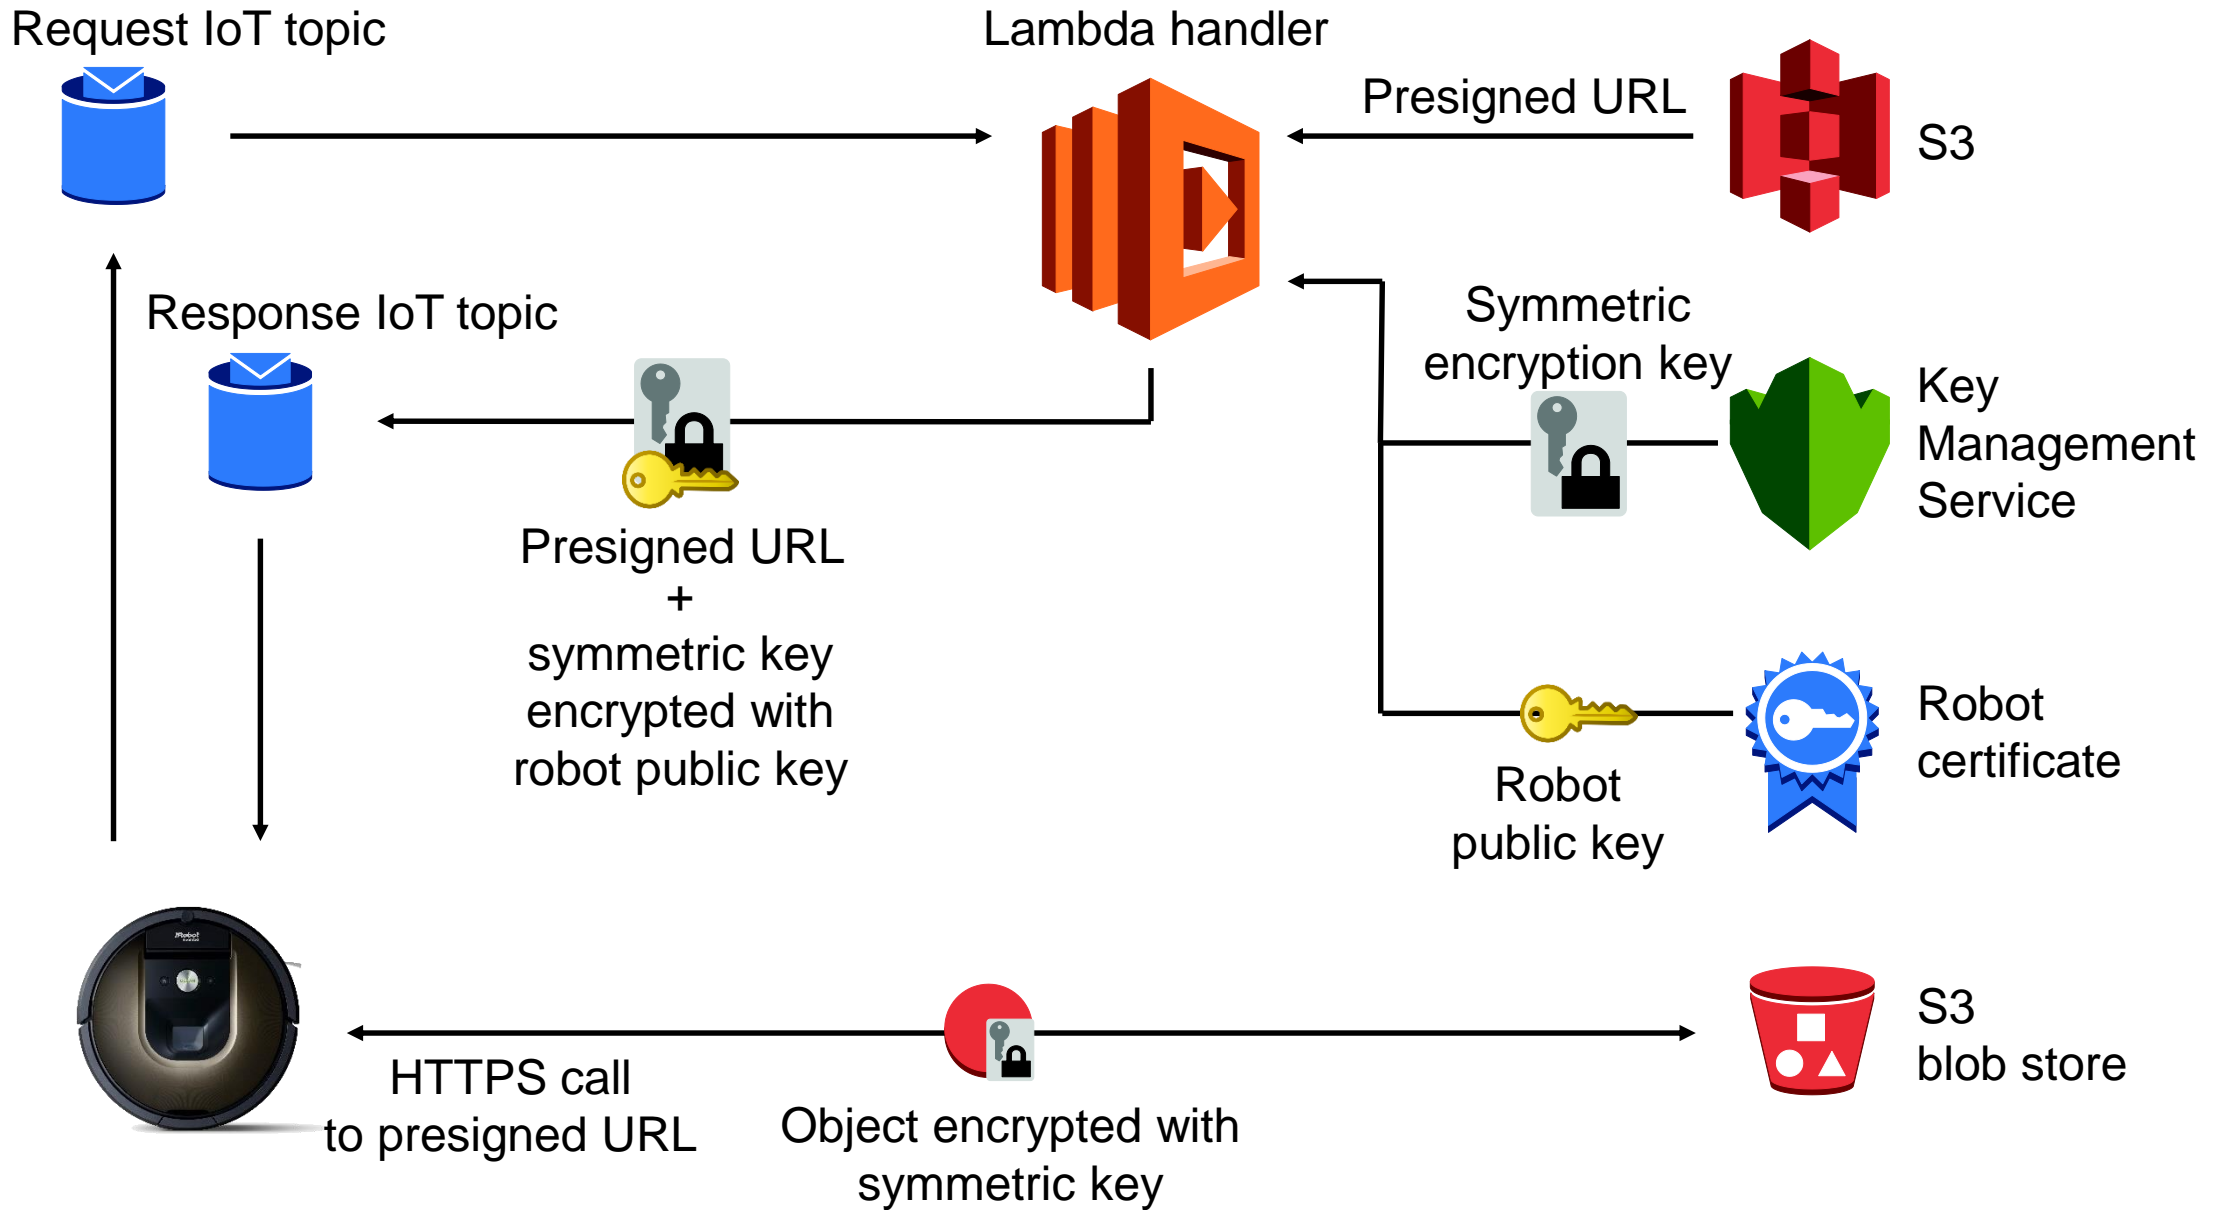 Request IoT topic
Lambda handler
Presigned URL
S3
Response IoT topic
Symmetric
encryption key
Key
Management
Service
Presigned URL
+
symmetric key
encrypted with
robot public key
Robot
certificate
Robot
public key
iRobot
S3
blob store
HTTPS call
to presigned URL
Object encrypted with
symmetric key